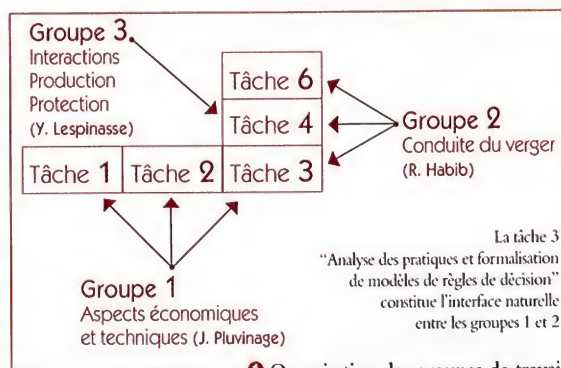 Groupe 3
Interactions
Production
Protection
(Y. Lespinasse)
Tâche 6
Tâche 4
Tâche 1 Tâche 2 Tâche 3
Groupe 2
Conduite du verger
(R. Habib)
Groupe 1
Aspects économiques
et techniques (J. Pluvinage)
La tâche 3
"Analyse des pratiques et formalisation
de modèles de règles de décision"
constitue l'interface naturelle
entre les groupes 1 et 2